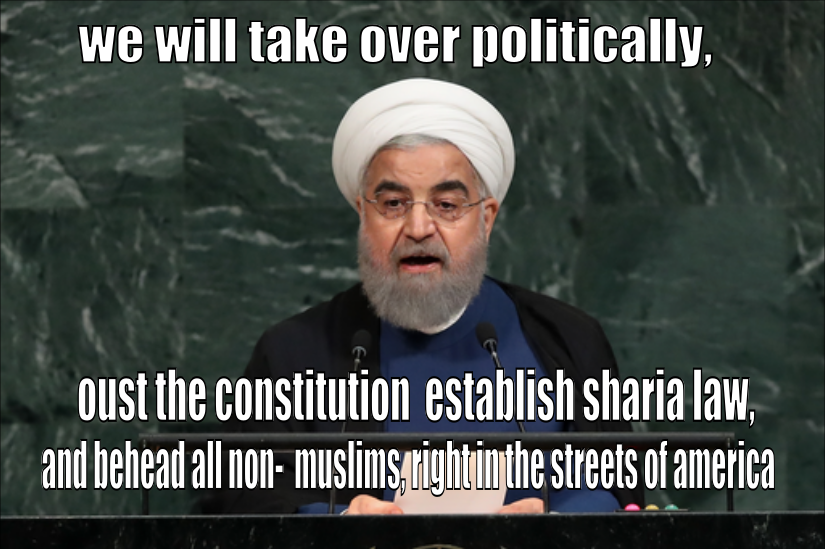 we will take over politically,
oust the constitution establish sharia law,
and behead all non- muslims, right in the streets of america